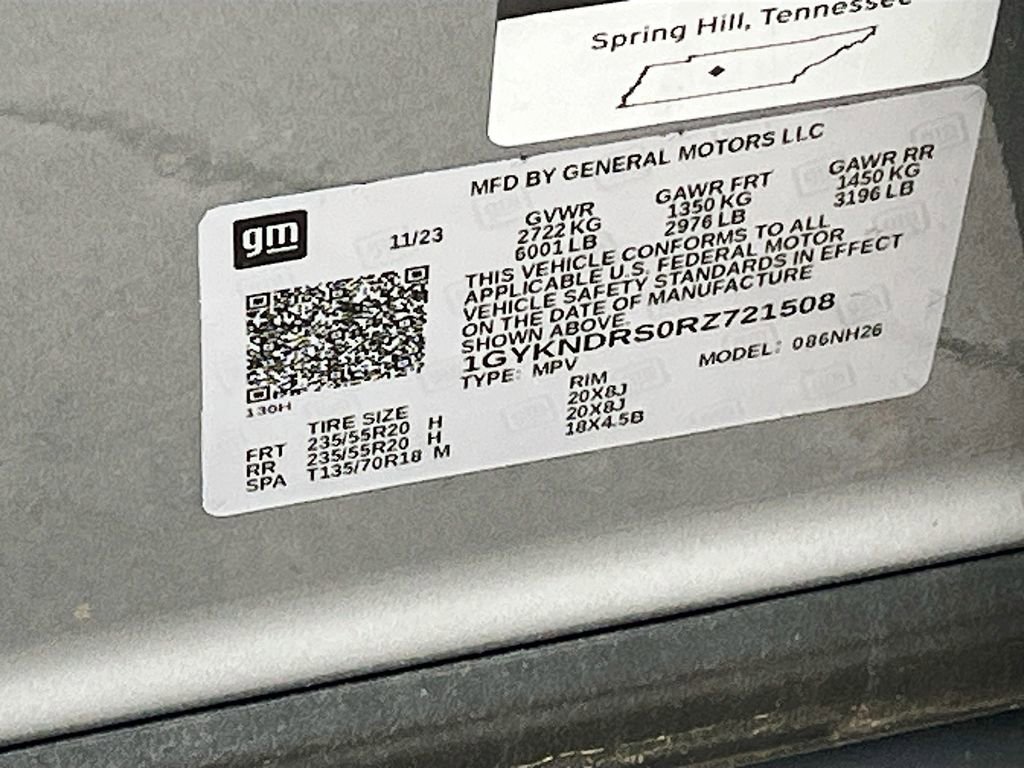 Spring Hill, Tennessee
MFD BY GENERAL MOTORS LLC
gm
11/23
GVWR
2722 KG
6001 LB
GAWR FRT
1350 KG
2976 LB
GAWR RR
1450 KG
3196 LB
THIS VEHICLE CONFORMS TO ALL
APPLICABLE U.S. FEDERAL MOTOR
VEHICLE SAFETY STANDARDS IN EFFECT
ON THE DATE OF MANUFACTURE
SHOWN ABOVE.
1GYKNDRS0RZ721508
TYPE: MPV
MODEL: 086NH26
130H
TIRE SIZE RIM
FRT 235/55R20 H 20X8J
RR 235/55R20 H 20X8J
SPA T135/70R18 M 18X4.5B